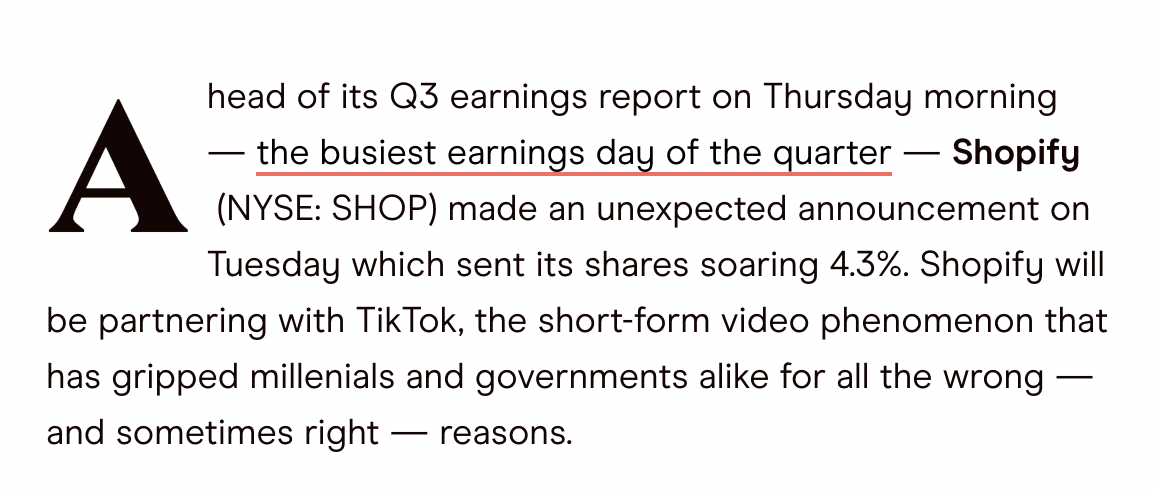 Ahead of its Q3 earnings report on Thursday morning
— the busiest earnings day of the quarter — Shopify
(NYSE: SHOP) made an unexpected announcement on
Tuesday which sent its shares soaring 4.3%. Shopify will
be partnering with TikTok, the short-form video phenomenon that
has gripped millenials and governments alike for all the wrong —
and sometimes right — reasons.